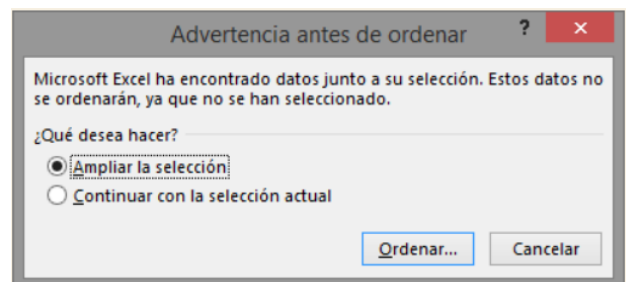 Advertencia antes de ordenar
?
×
Microsoft Excel ha encontrado datos junto a su selección. Estos datos no
se ordenarán, ya que no se han seleccionado.
¿Qué desea hacer?
Ampliar la selección
Continuar con la selección actual
Ordenar...
Cancelar